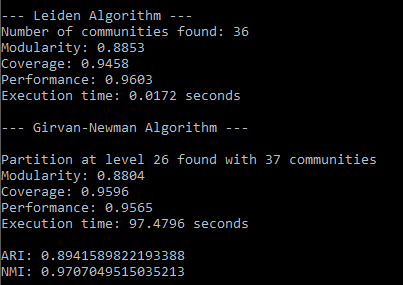 --- Leiden Algorithm ---
Number of communities found: 36
Modularity: 0.8853
Coverage: 0.9458
Performance: 0.9603
Execution time: 0.0172 seconds
--- Girvan-Newman Algorithm ---
Partition at level 26 found with 37 communities
Modularity: 0.8804
Coverage: 0.9596
Performance: 0.9565
Execution time: 97.4796 seconds
ARI: 0.8941589822193388
NMI: 0.9707049515035213